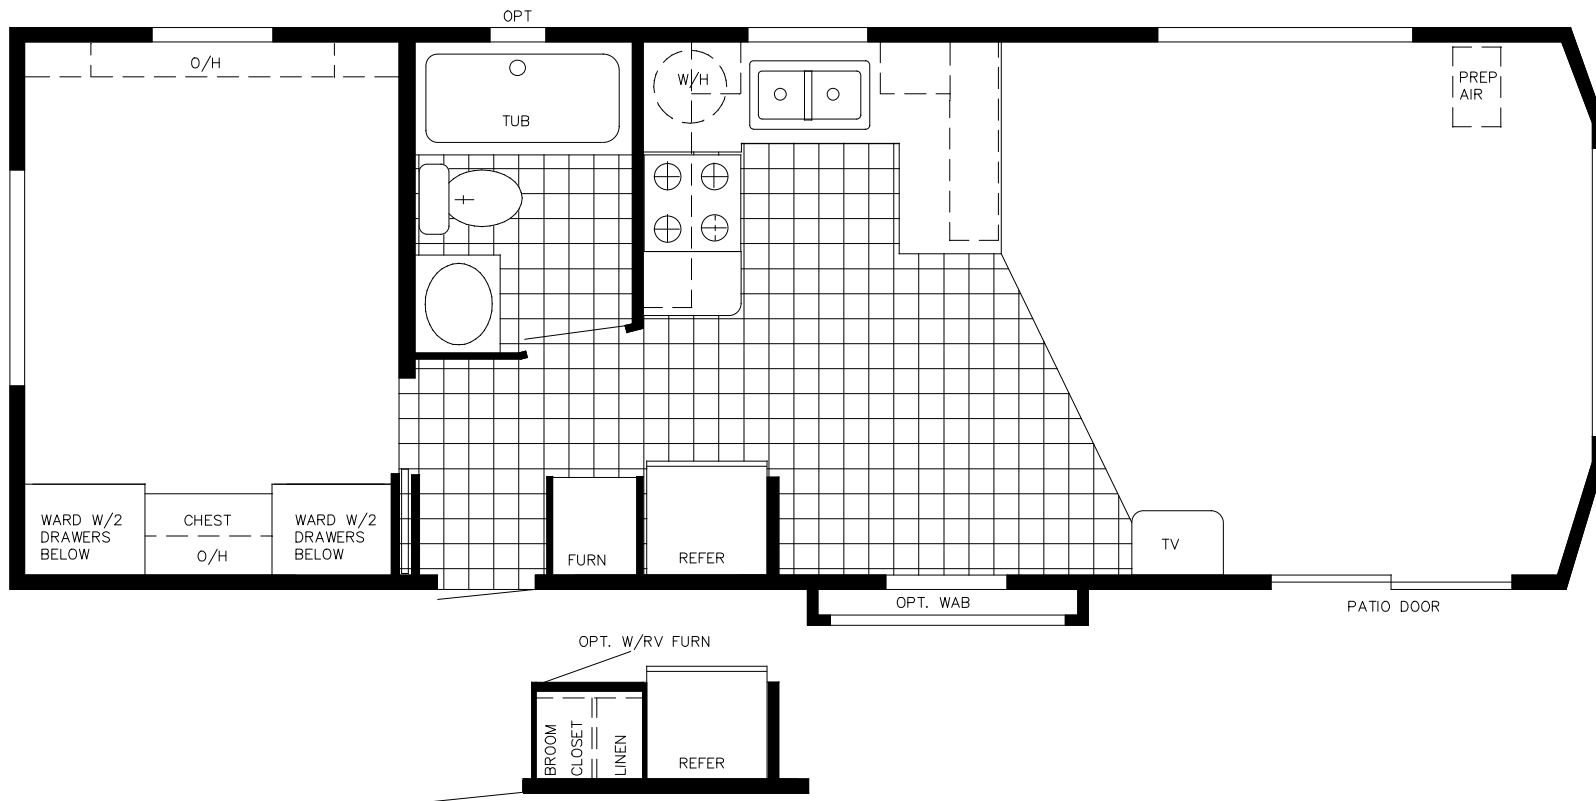 OPT
O/H
TUB
W/H
PREP
AIR
WARD W/2
DRAWERS
BELOW
CHEST
O/H
WARD W/2
DRAWERS
BELOW
FURN
REFER
TV
OPT. WAB
PATIO DOOR
OPT. W/RV FURN
BROOM
CLOSET
LINEN
REFER